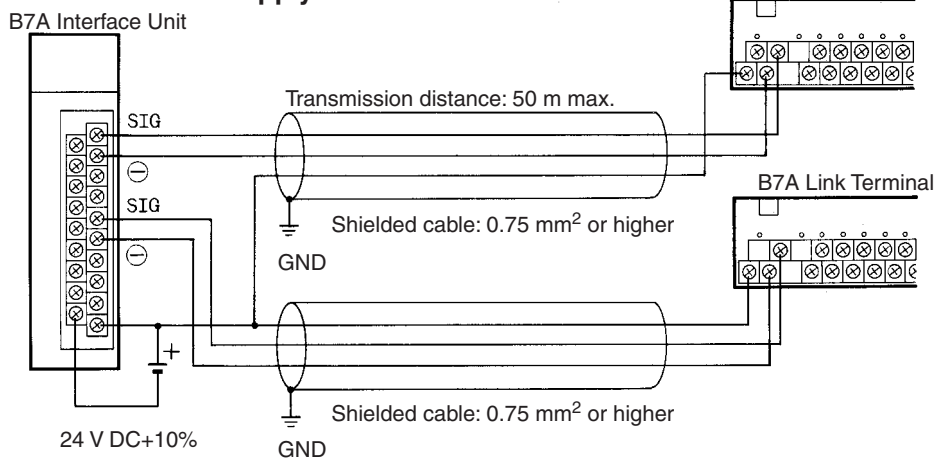 upply
B7A Interface Unit
Transmission distance: 50 m max.
SIG
⊖
B7A Link Terminal
SIG
Shielded cable: 0.75 mm² or higher
⊖
GND
+
Shielded cable: 0.75 mm² or higher
24 V DC+10%
GND